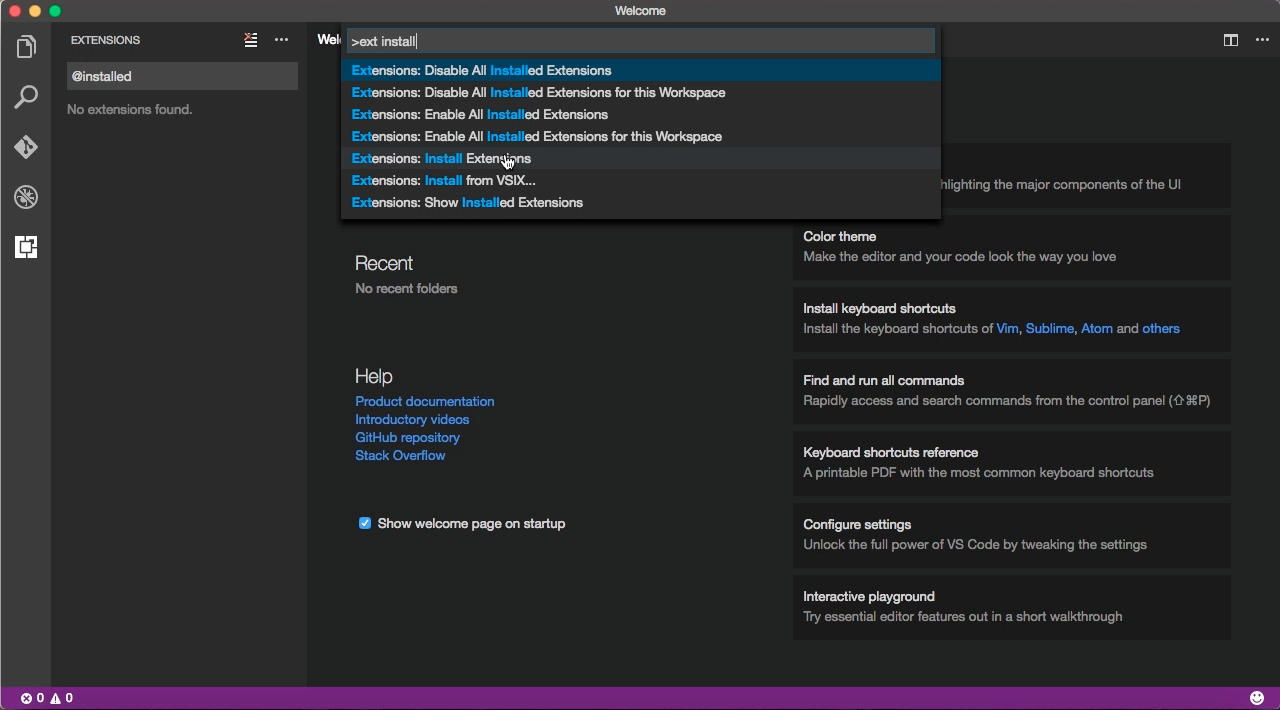 Welcome
EXTENSIONS
@installed
No extensions found.
>ext install
Extensions: Disable All Installed Extensions
Extensions: Disable All Installed Extensions for this Workspace
Extensions: Enable All Installed Extensions
Extensions: Enable All Installed Extensions for this Workspace
Extensions: Install Extensions
Extensions: Install from VSIX...
Extensions: Show Installed Extensions
Recent
No recent folders
Help
Product documentation
Introductory videos
GitHub repository
Stack Overflow
Show welcome page on startup
the major components of the UI
Color theme
Make the editor and your code look the way you love
Install keyboard shortcuts
Install the keyboard shortcuts of Vim, Sublime, Atom and others
Find and run all commands
Rapidly access and search commands from the control panel (⇧⌘P)
Keyboard shortcuts reference
A printable PDF with the most common keyboard shortcuts
Configure settings
Unlock the full power of VS Code by tweaking the settings
Interactive playground
Try essential editor features out in a short walkthrough
0 0